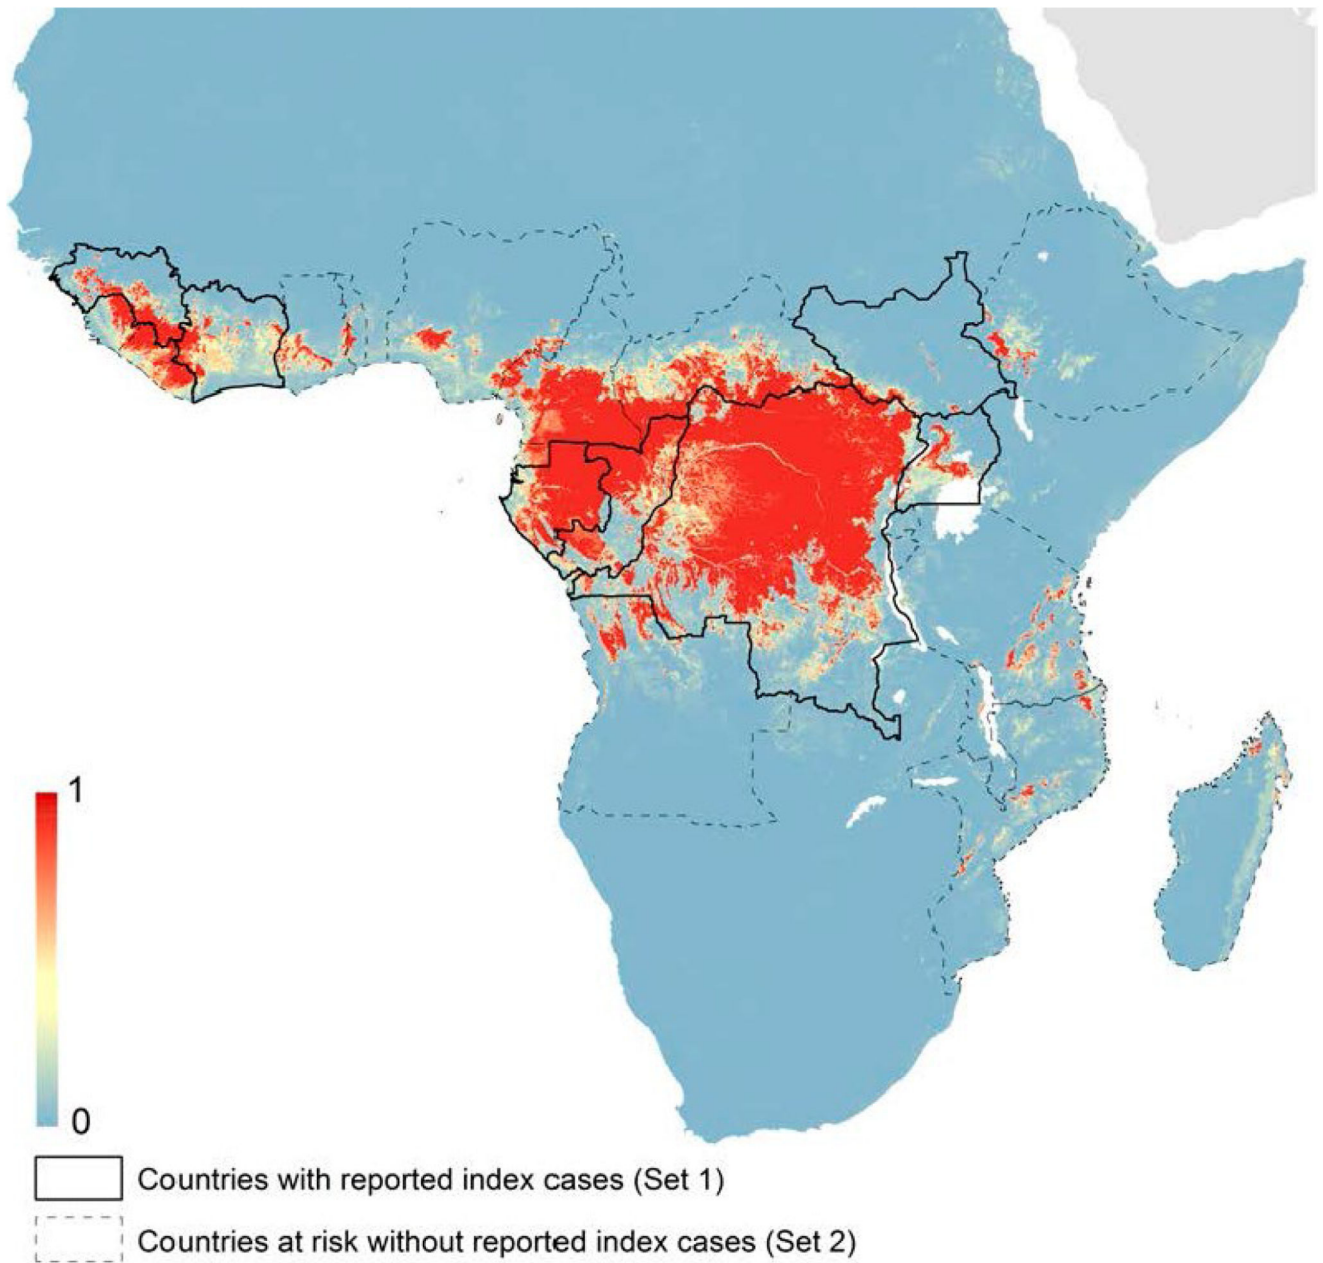 1
0
Countries with reported index cases (Set 1)
Countries at risk without reported index cases (Set 2)